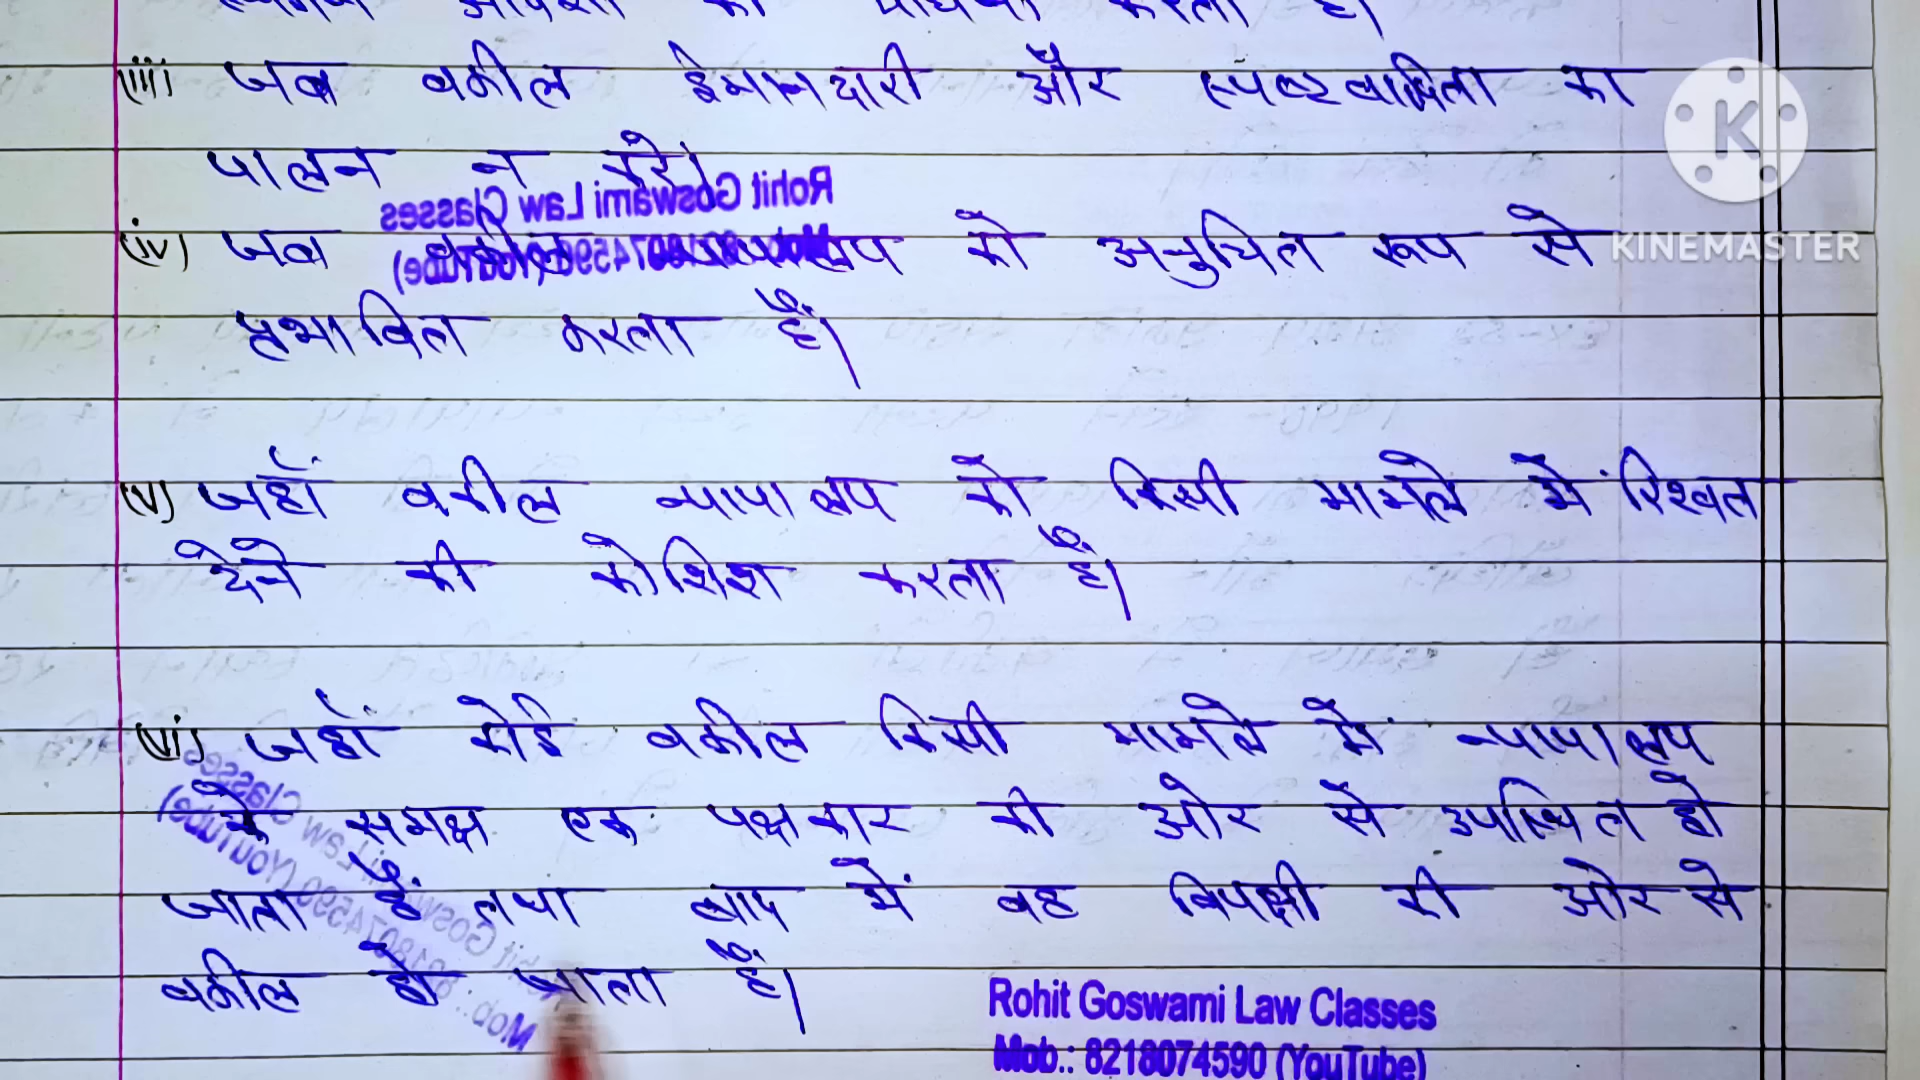 (iii) जब वकील ईमानदारी और स्पष्टवादिता का
पालन न करे।
Rohit Goswami Law Classes
(iv) जब वकील न्यायालय को अनुचित रूप से
KINEMASTER
प्रभावित करता है।
(v) जहाँ वकील न्यायालय को किसी मामले में रिश्वत
देने की कोशिश करता है।
(vi) जहाँ कोई वकील किसी मामले में न्यायालय
के समक्ष एक पक्षकार की ओर से उपस्थित हो
जाता है तथा बाद में वह विपक्षी की ओर से
वकील हो जाता है।
Rohit Goswami Law Classes
Mob.: 8218074590 (YouTube)